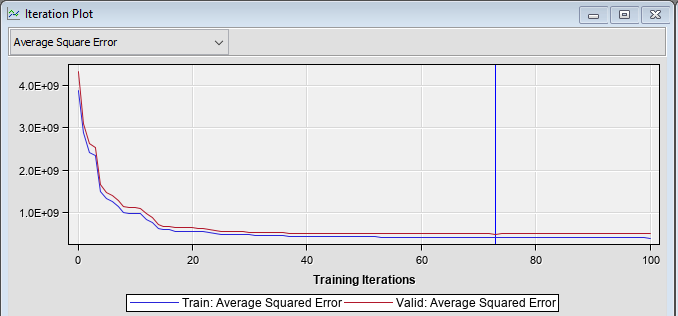 Iteration Plot
Average Square Error
4.0E+09
3.0E+09
2.0E+09
1.0E+09
0 20 40 60 80 100
Training Iterations
Train: Average Squared Error Valid: Average Squared Error